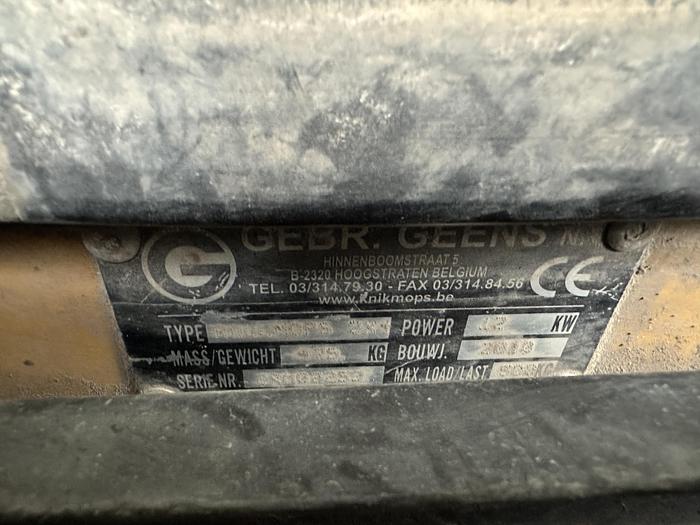 G
GEBR. GEENS N.
HINNENBOOMSTRAAT 5
B-2320 HOOGSTRATEN BELGIUM
TEL. 03/314.79.30 - FAX 03/314.84.56
www.Knikmops.be
CE
TYPE
POWER KW
MASS/GEWICHT KG
BOUWJ.
SERIE.NR.
MAX. LOAD/LAST KG